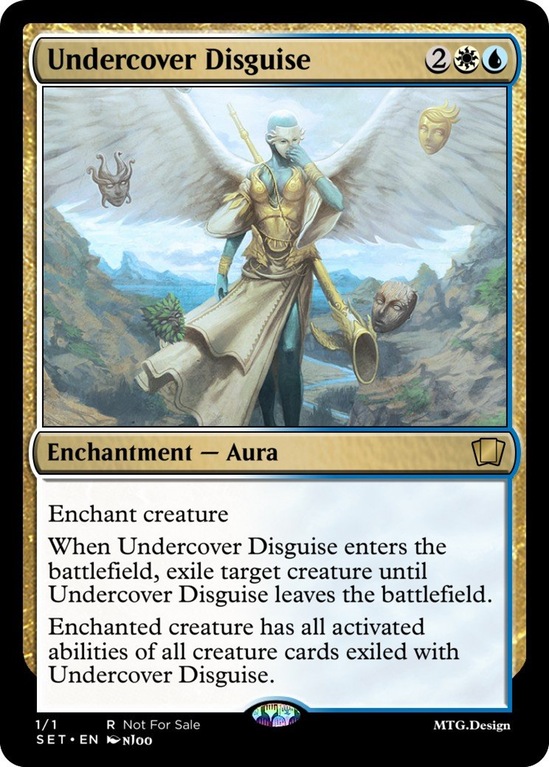 Undercover Disguise 2
Enchantment — Aura
Enchant creature
When Undercover Disguise enters the
battlefield, exile target creature until
Undercover Disguise leaves the battlefield.
Enchanted creature has all activated
abilities of all creature cards exiled with
Undercover Disguise.
1/1 R Not For Sale MTG.Design
SET • EN NJOO